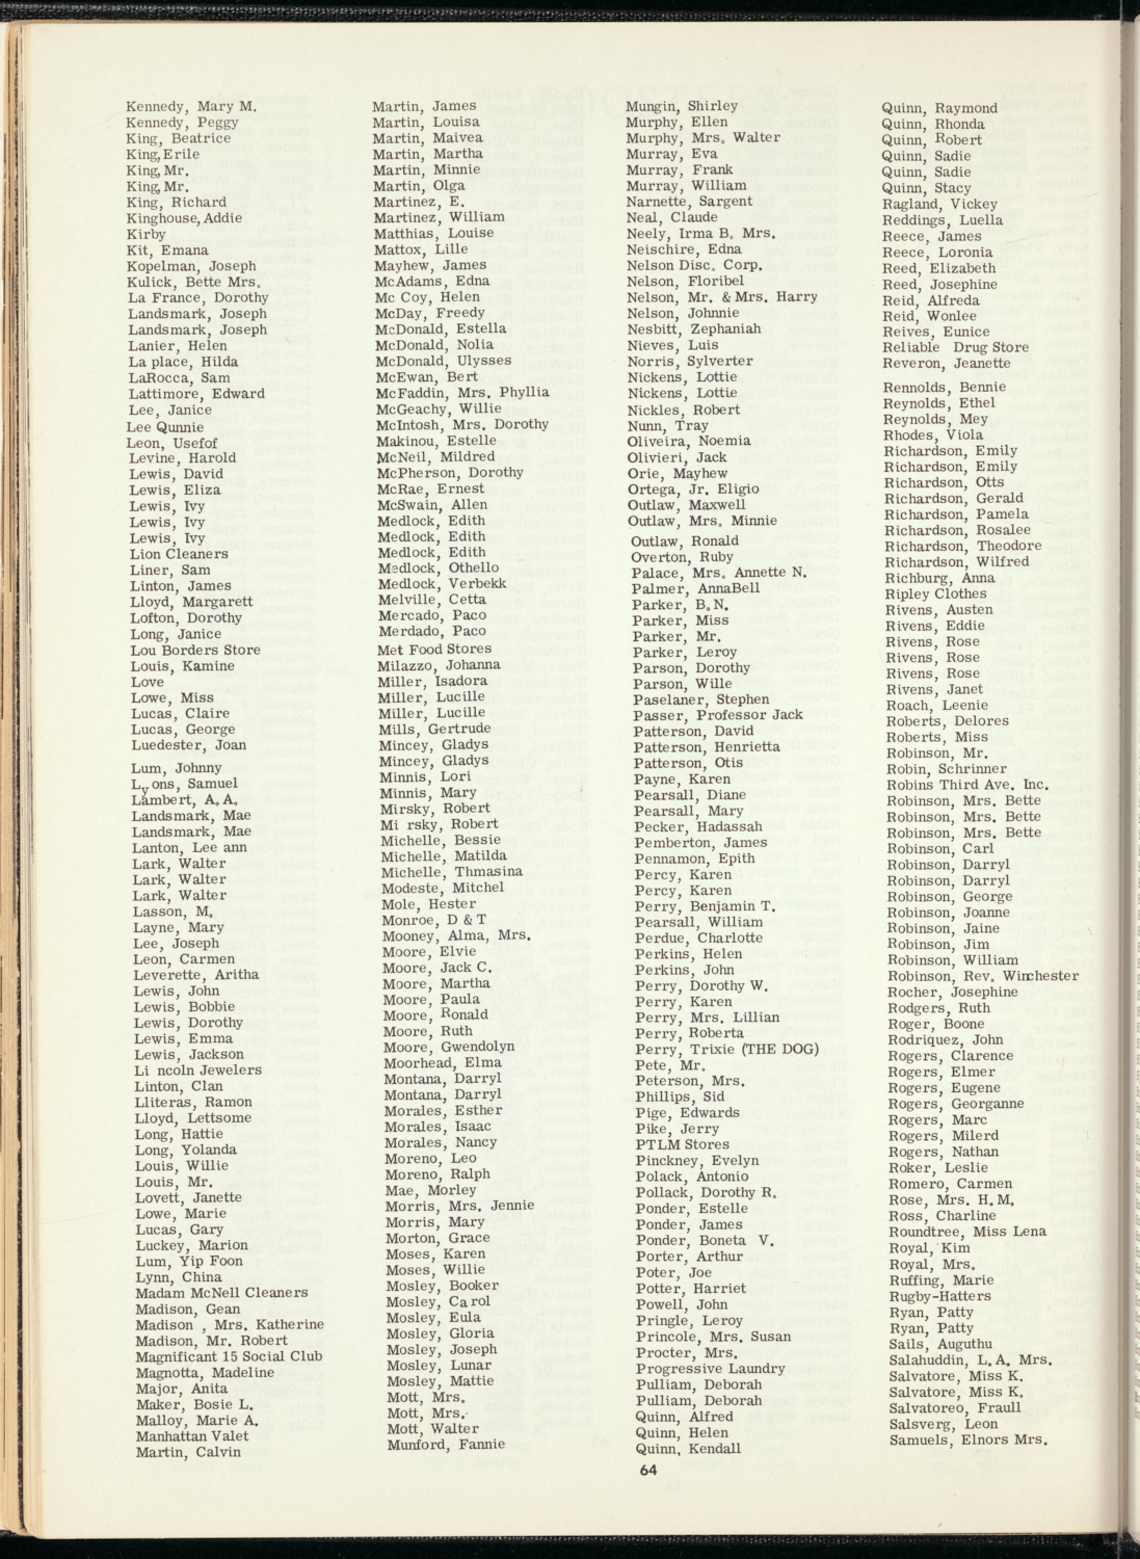 Kennedy, Mary M.
Kennedy, Peggy
King, Beatrice
King, Erile
King, Mr.
King, Mr.
King, Richard
Kinghouse, Addie
Kirby
Kit, Emana
Kopelman, Joseph
Kulick, Bette Mrs.
La France, Dorothy
Landsmark, Joseph
Landsmark, Joseph
Lanier, Helen
La place, Hilda
LaRocca, Sam
Lattimore, Edward
Lee, Janice
Lee Qunnie
Leon, Usefof
Levine, Harold
Lewis, David
Lewis, Eliza
Lewis, Ivy
Lewis, Ivy
Lewis, Ivy
Lion Cleaners
Liner, Sam
Linton, James
Lloyd, Margarett
Lofton, Dorothy
Long, Janice
Lou Borders Store
Louis, Kamine
Love
Lowe, Miss
Lucas, Claire
Lucas, George
Luedester, Joan
Lum, Johnny
Lyons, Samuel
Lambert, A. A.
Landsmark, Mae
Landsmark, Mae
Lanton, Lee ann
Lark, Walter
Lark, Walter
Lark, Walter
Lasson, M.
Layne, Mary
Lee, Joseph
Leon, Carmen
Leverette, Aritha
Lewis, John
Lewis, Bobbie
Lewis, Dorothy
Lewis, Emma
Lewis, Jackson
Li ncoln Jewelers
Linton, Clan
Lliteras, Ramon
Lloyd, Lettsome
Long, Hattie
Long, Yolanda
Louis, Willie
Louis, Mr.
Lovett, Janette
Lowe, Marie
Lucas, Gary
Luckey, Marion
Lum, Yip Foon
Lynn, China
Madam McNell Cleaners
Madison, Gean
Madison , Mrs. Katherine
Madison, Mr. Robert
Magnificant 15 Social Club
Magnotta, Madeline
Major, Anita
Maker, Bosie L.
Malloy, Marie A.
Manhattan Valet
Martin, Calvin
Martin, James
Martin, Louisa
Martin, Maivea
Martin, Martha
Martin, Minnie
Martin, Olga
Martinez, E.
Martinez, William
Matthias, Louise
Mattox, Lille
Mayhew, James
McAdams, Edna
Mc Coy, Helen
McDay, Freedy
McDonald, Estella
McDonald, Nolia
McDonald, Ulysses
McEwan, Bert
McFaddin, Mrs. Phyllia
McGeachy, Willie
McIntosh, Mrs. Dorothy
Makinou, Estelle
McNeil, Mildred
McPherson, Dorothy
McRae, Ernest
McSwain, Allen
Medlock, Edith
Medlock, Edith
Medlock, Edith
Medlock, Othello
Medlock, Verbekk
Melville, Cetta
Mercado, Paco
Merdado, Paco
Met Food Stores
Milazzo, Johanna
Miller, Isadora
Miller, Lucille
Miller, Lucille
Mills, Gertrude
Mincey, Gladys
Mincey, Gladys
Minnis, Lori
Minnis, Mary
Mirsky, Robert
Mi rsky, Robert
Michelle, Bessie
Michelle, Matilda
Michelle, Thmasina
Modeste, Mitchel
Mole, Hester
Monroe, D & T
Mooney, Alma, Mrs.
Moore, Elvie
Moore, Jack C.
Moore, Martha
Moore, Paula
Moore, Ronald
Moore, Ruth
Moore, Gwendolyn
Moorhead, Elma
Montana, Darryl
Montana, Darryl
Morales, Esther
Morales, Isaac
Morales, Nancy
Moreno, Leo
Moreno, Ralph
Mae, Morley
Morris, Mrs. Jennie
Morris, Mary
Morton, Grace
Moses, Karen
Moses, Willie
Mosley, Booker
Mosley, Carol
Mosley, Eula
Mosley, Gloria
Mosley, Joseph
Mosley, Lunar
Mosley, Mattie
Mott, Mrs.
Mott, Mrs.
Mott, Walter
Munford, Fannie
Mungin, Shirley
Murphy, Ellen
Murphy, Mrs. Walter
Murray, Eva
Murray, Frank
Murray, William
Narnette, Sargent
Neal, Claude
Neely, Irma B. Mrs.
Neischire, Edna
Nelson Disc. Corp.
Nelson, Floribel
Nelson, Mr. & Mrs. Harry
Nelson, Johnnie
Nesbitt, Zephaniah
Nieves, Luis
Norris, Sylverter
Nickens, Lottie
Nickens, Lottie
Nickles, Robert
Nunn, Tray
Oliveira, Noemia
Olivieri, Jack
Orie, Mayhew
Ortega, Jr. Eligio
Outlaw, Maxwell
Outlaw, Mrs. Minnie
Outlaw, Ronald
Overton, Ruby
Palace, Mrs. Annette N.
Palmer, AnnaBell
Parker, B. N.
Parker, Miss
Parker, Mr.
Parker, Leroy
Parson, Dorothy
Parson, Wille
Paselaner, Stephen
Passer, Professor Jack
Patterson, David
Patterson, Henrietta
Patterson, Otis
Payne, Karen
Pearsall, Diane
Pearsall, Mary
Pecker, Hadassah
Pemberton, James
Pennamon, Epith
Percy, Karen
Percy, Karen
Perry, Benjamin T.
Pearsall, William
Perdue, Charlotte
Perkins, Helen
Perkins, John
Perry, Dorothy W.
Perry, Karen
Perry, Mrs. Lillian
Perry, Roberta
Perry, Trixie (THE DOG)
Pete, Mr.
Peterson, Mrs.
Phillips, Sid
Pige, Edwards
Pike, Jerry
PTLM Stores
Pinckney, Evelyn
Polack, Antonio
Pollack, Dorothy R.
Ponder, Estelle
Ponder, James
Ponder, Boneta V.
Porter, Arthur
Poter, Joe
Potter, Harriet
Powell, John
Pringle, Leroy
Princole, Mrs. Susan
Procter, Mrs.
Progressive Laundry
Pulliam, Deborah
Pulliam, Deborah
Quinn, Alfred
Quinn, Helen
Quinn, Kendall
Quinn, Raymond
Quinn, Rhonda
Quinn, Robert
Quinn, Sadie
Quinn, Sadie
Quinn, Stacy
Ragland, Vickey
Reddings, Luella
Reece, James
Reece, Loronia
Reed, Elizabeth
Reed, Josephine
Reid, Alfreda
Reid, Wonlee
Reives, Eunice
Reliable Drug Store
Reveron, Jeanette
Rennolds, Bennie
Reynolds, Ethel
Reynolds, Mey
Rhodes, Viola
Richardson, Emily
Richardson, Emily
Richardson, Otts
Richardson, Gerald
Richardson, Pamela
Richardson, Rosalee
Richardson, Theodore
Richardson, Wilfred
Richburg, Anna
Ripley Clothes
Rivens, Austen
Rivens, Eddie
Rivens, Rose
Rivens, Rose
Rivens, Rose
Rivens, Janet
Roach, Leenie
Roberts, Delores
Roberts, Miss
Robinson, Mr.
Robin, Schrinner
Robins Third Ave. Inc.
Robinson, Mrs. Bette
Robinson, Mrs. Bette
Robinson, Mrs. Bette
Robinson, Carl
Robinson, Darryl
Robinson, Darryl
Robinson, George
Robinson, Joanne
Robinson, Jaine
Robinson, Jim
Robinson, William
Robinson, Rev. Winchester
Rocher, Josephine
Rodgers, Ruth
Roger, Boone
Rodriquez, John
Rogers, Clarence
Rogers, Elmer
Rogers, Eugene
Rogers, Georganne
Rogers, Marc
Rogers, Milerd
Rogers, Nathan
Roker, Leslie
Romero, Carmen
Rose, Mrs. H. M.
Ross, Charline
Roundtree, Miss Lena
Royal, Kim
Royal, Mrs.
Ruffing, Marie
Rugby-Hatters
Ryan, Patty
Ryan, Patty
Sails, Auguthu
Salahuddin, L. A. Mrs.
Salvatore, Miss K.
Salvatore, Miss K.
Salvatoreo, Fraull
Salsverg, Leon
Samuels, Elnors Mrs.
64